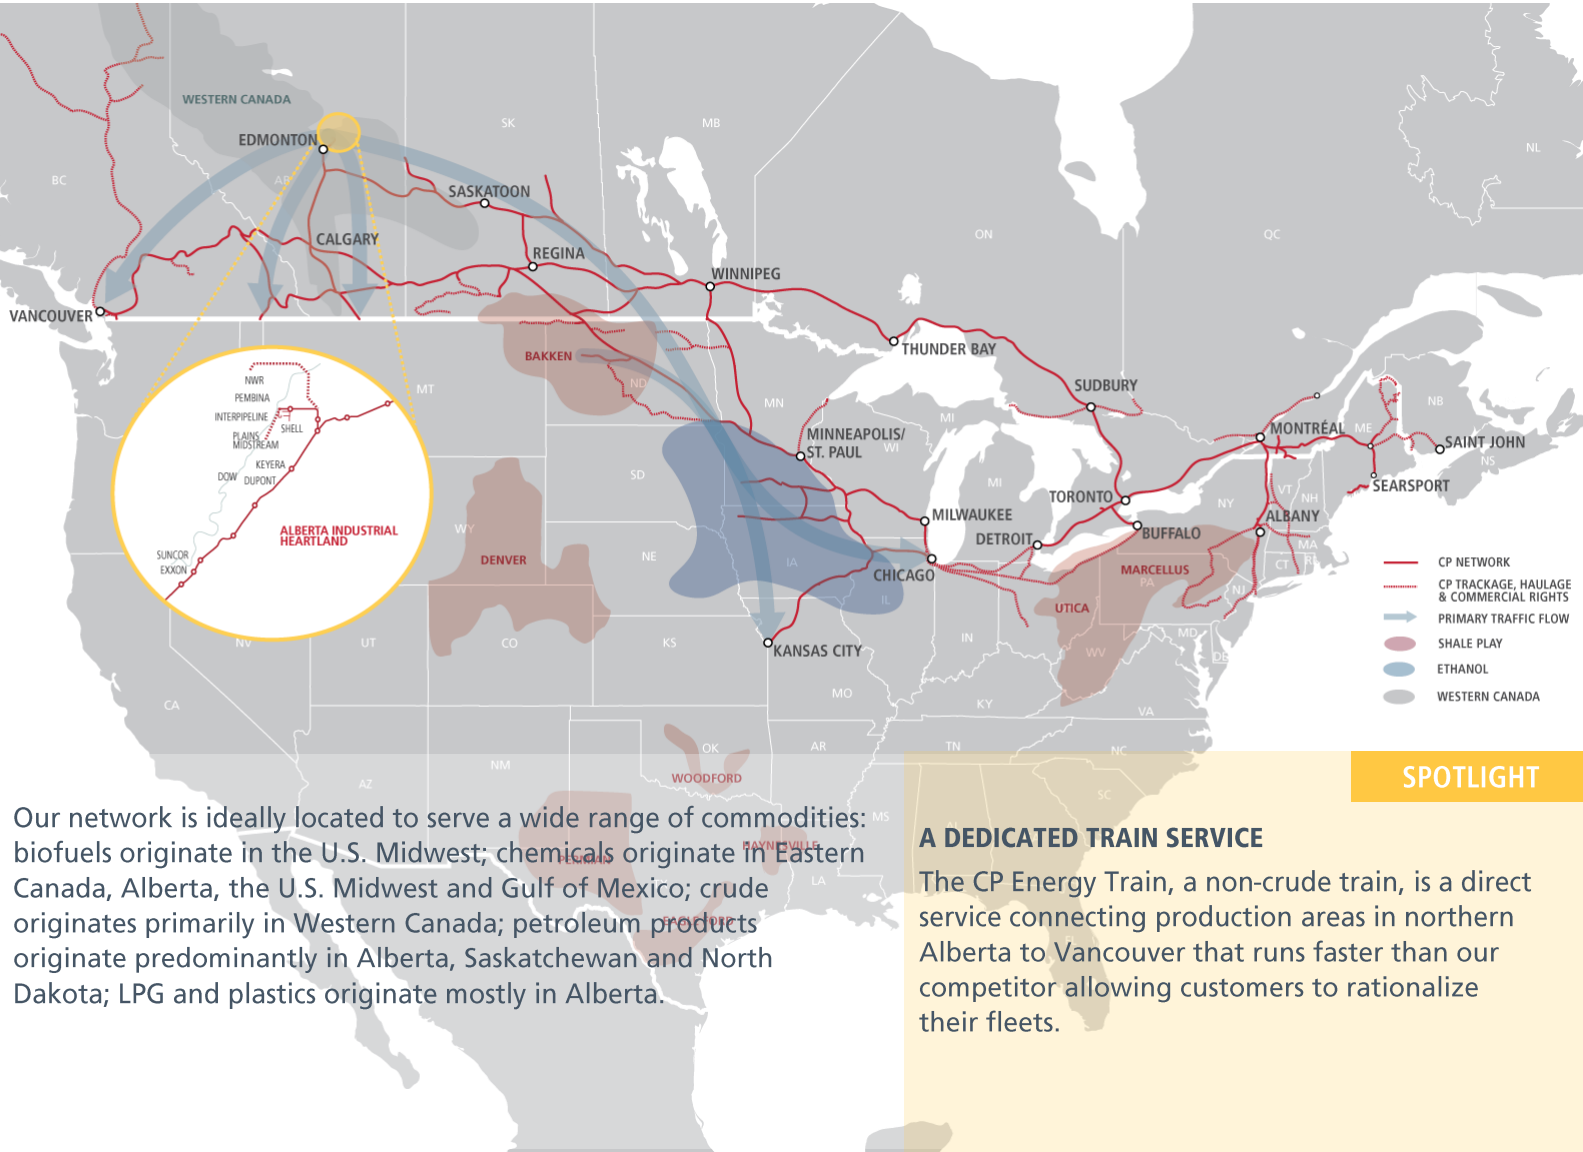 WESTERN CANADA
EDMONTON
SK
MB
NL
BC
AB
SASKATOON
ON
QC
CALGARY
REGINA
WINNIPEG
VANCOUVER
THUNDER BAY
BAKKEN
ND
MT
SUDBURY
MN
MI
NB
MINNEAPOLIS/
ST. PAUL
WI
MONTRÉAL
ME
SAINT JOHN
NS
NWR
PEMBINA
INTERPIPELINE
SHELL
PLAINS
MIDSTREAM
KEYERA
DOW
DUPONT
ALBERTA INDUSTRIAL
HEARTLAND
SUNCOR
EXXON
SD
MI
TORONTO
NY
VT
NH
SEARSPORT
WY
MILWAUKEE
DETROIT
BUFFALO
ALBANY
MA
CT
RI
DENVER
NE
IA
CHICAGO
IL
MARCELLUS
PA
NJ
UTICA
NV
UT
CO
KS
KANSAS CITY
IN
WV
MD
DE
CP NETWORK
CP TRACKAGE, HAULAGE
& COMMERCIAL RIGHTS
PRIMARY TRAFFIC FLOW
SHALE PLAY
ETHANOL
WESTERN CANADA
CA
MO
KY
VA
OK
AR
TN
NC
NM
AZ
WOODFORD
SC
MS
AL
HAYNESVILLE
PERMIAN
LA
EAGLE FORD
FL
Our network is ideally located to serve a wide range of commodities:
biofuels originate in the U.S. Midwest; chemicals originate in Eastern
Canada, Alberta, the U.S. Midwest and Gulf of Mexico; crude
originates primarily in Western Canada; petroleum products
originate predominantly in Alberta, Saskatchewan and North
Dakota; LPG and plastics originate mostly in Alberta.
SPOTLIGHT
A DEDICATED TRAIN SERVICE
The CP Energy Train, a non-crude train, is a direct
service connecting production areas in northern
Alberta to Vancouver that runs faster than our
competitor allowing customers to rationalize
their fleets.